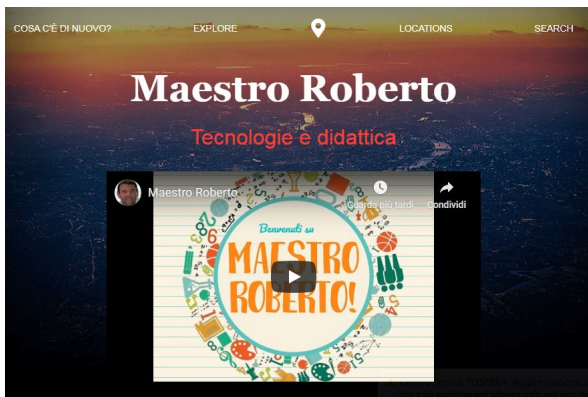 COSA C'È DI NUOVO? EXPLORE LOCATIONS SEARCH
Maestro Roberto
Tecnologie e didattica
Maestro Roberto
Guarda più tardi Condividi
Benvenuti su
MAESTRO
ROBERTO!